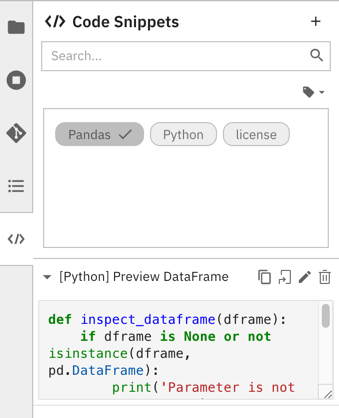 </> Code Snippets +
Search...
Pandas ✓ Python license
</>
[Python] Preview DataFrame
def inspect_dataframe(dframe):
    if dframe is None or not
isinstance(dframe,
pd.DataFrame):
        print('Parameter is not